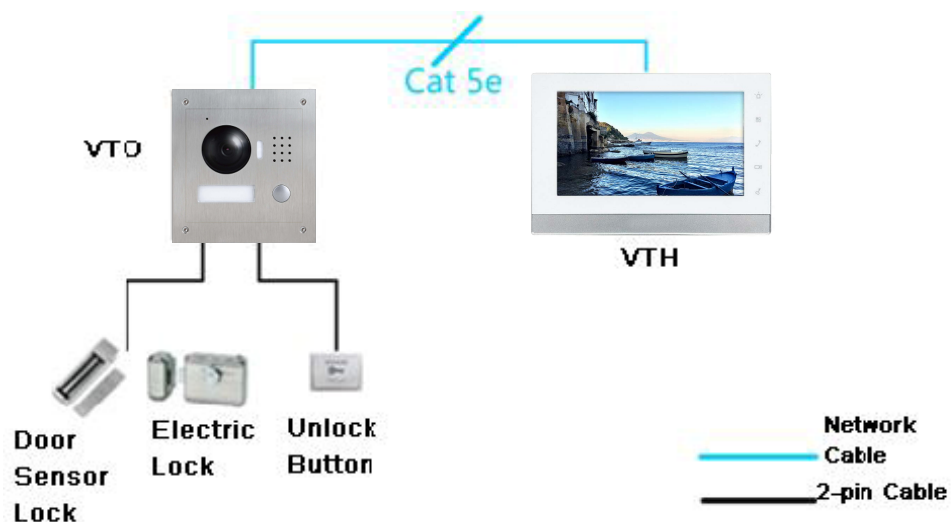 Cat 5e
VTO
VTH
Door
Sensor
Lock
Electric
Lock
Unlock
Button
Network
Cable
2-pin Cable